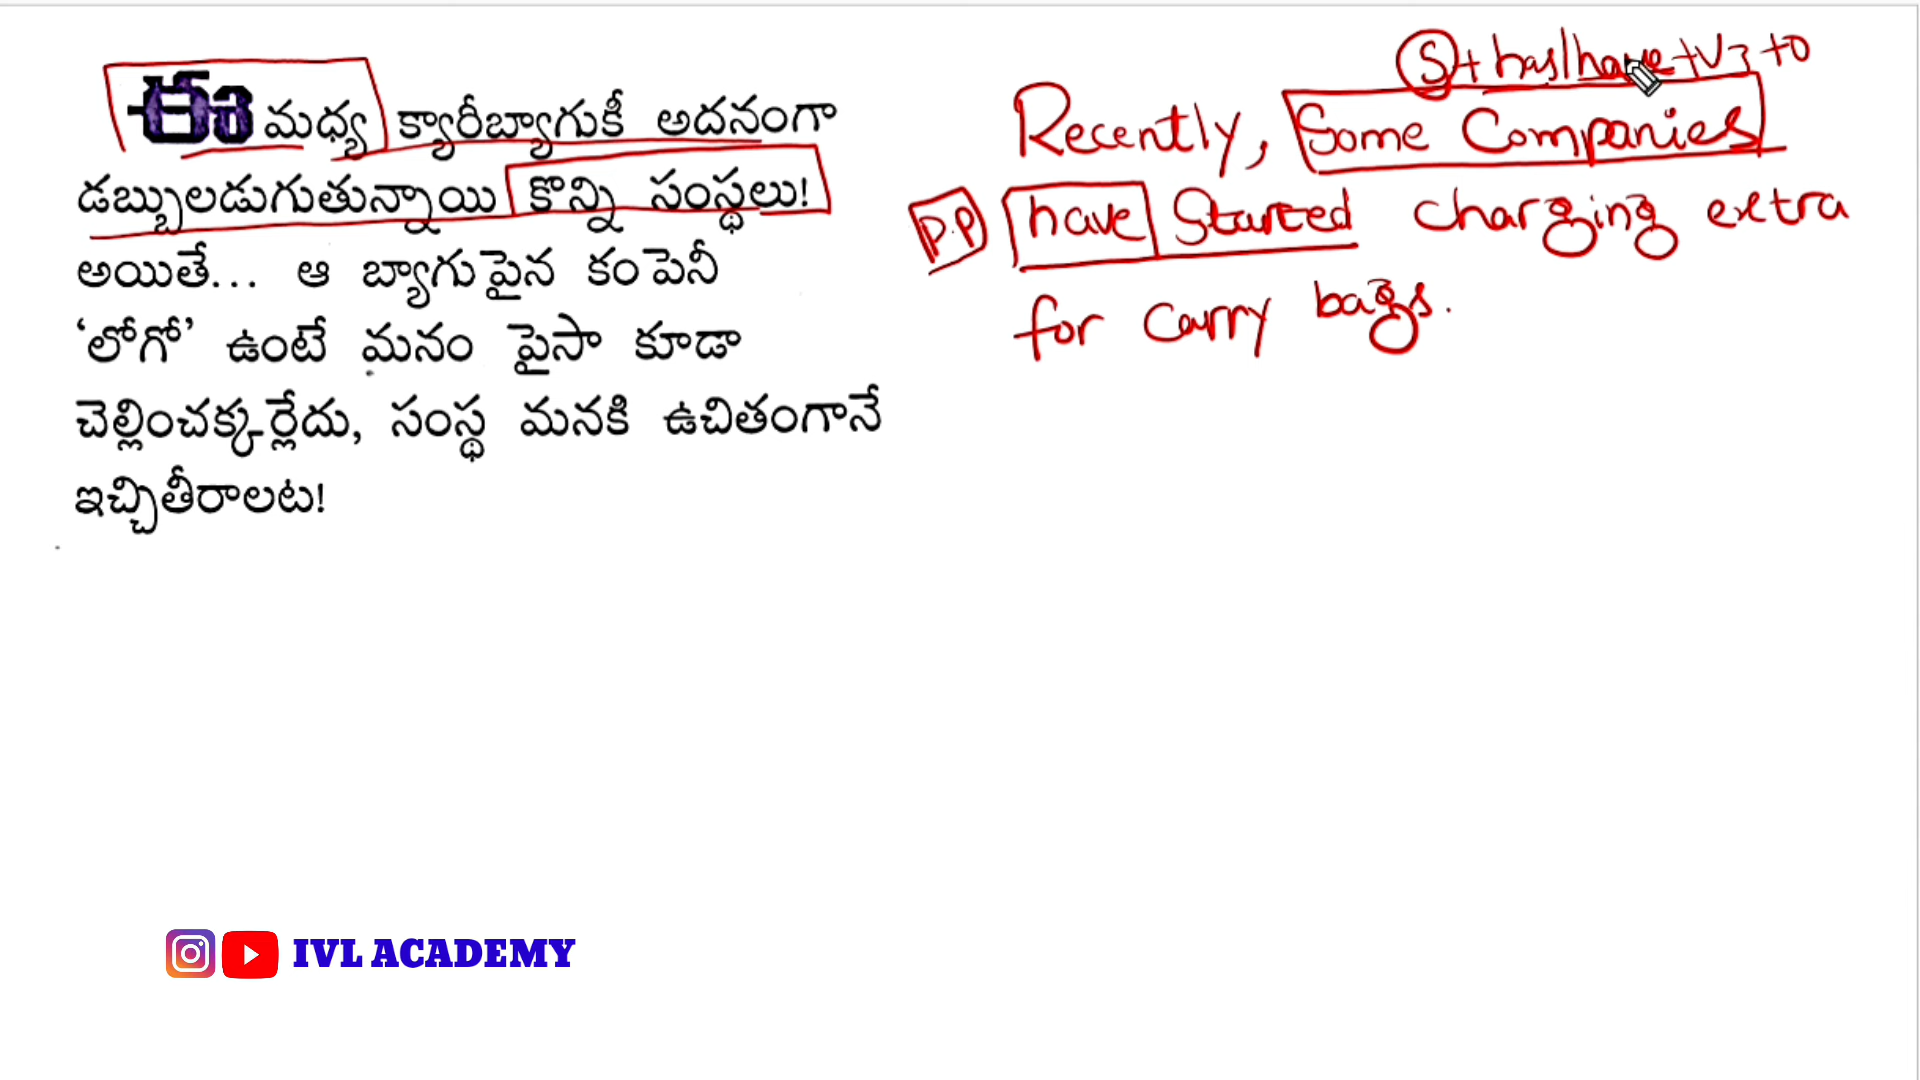 ఈ మధ్య క్యారీబ్యాగుకీ అదనంగా
డబ్బులడుగుతున్నాయి కొన్ని సంస్థలు!
అయితే... ఆ బ్యాగుపైన కంపెనీ
‘లోగో’ ఉంటే మనం పైసా కూడా
చెల్లించక్కర్లేదు, సంస్థ మనకి ఉచితంగానే
ఇచ్చితీరాలట!
S + has/have + V3 + O
Recently, Some Companies
P.P have Started charging extra
for carry bags.
IVL ACADEMY